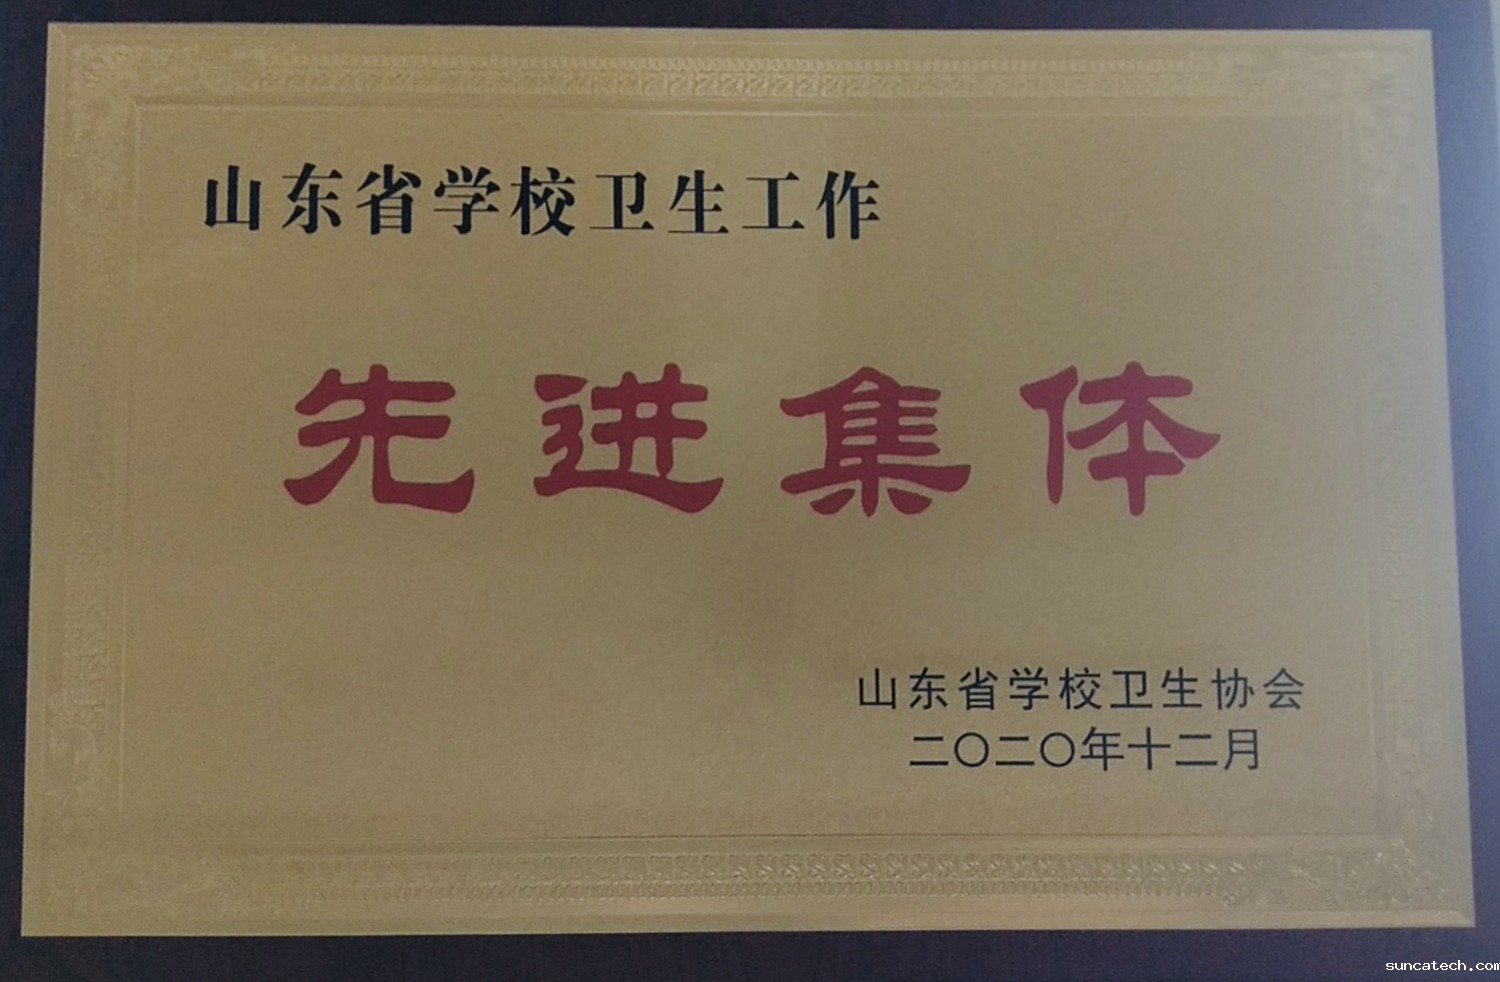 山东省学校卫生工作
先进集体
山东省学校卫生协会
二〇二〇年十二月
suncatech.com